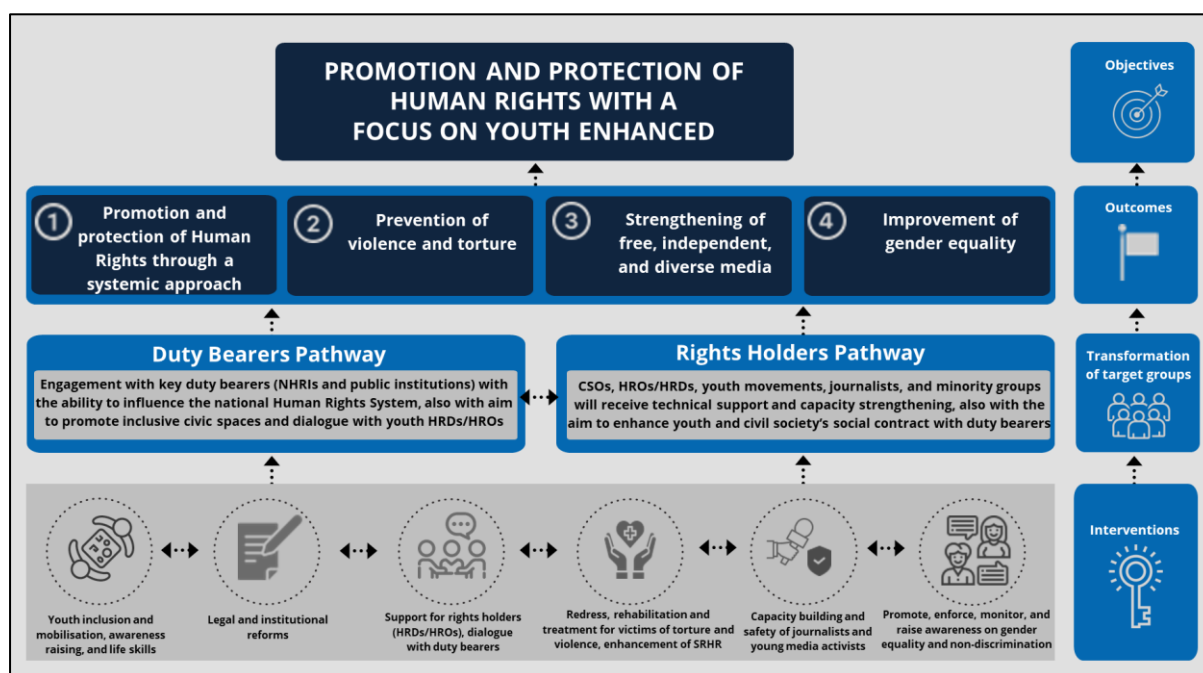 PROMOTION AND PROTECTION OF
HUMAN RIGHTS WITH A
FOCUS ON YOUTH ENHANCED
Objectives
1
Promotion and
protection of Human
Rights through a
systemic approach
2
Prevention of
violence and torture
3
Strengthening of
free, independent,
and diverse media
4
Improvement of
gender equality
Outcomes
Duty Bearers Pathway
Engagement with key duty bearers (NHRIs and public institutions) with
the ability to influence the national Human Rights System, also with aim
to promote inclusive civic spaces and dialogue with youth HRDs/HROs
Rights Holders Pathway
CSOs, HROs/HRDs, youth movements, journalists, and minority groups
will receive technical support and capacity strengthening, also with the
aim to enhance youth and civil society's social contract with duty bearers
Transformation
of target groups
Youth inclusion and
mobilisation, awareness
raising, and life skills
Legal and institutional
reforms
Support for rights holders
(HRDs/HROs), dialogue
with duty bearers
Redress, rehabilitation and
treatment for victims of torture and
violence, enhancement of SRHR
Capacity building and
safety of journalists and
young media activists
Promote, enforce, monitor, and
raise awareness on gender
equality and non-discrimination
Interventions